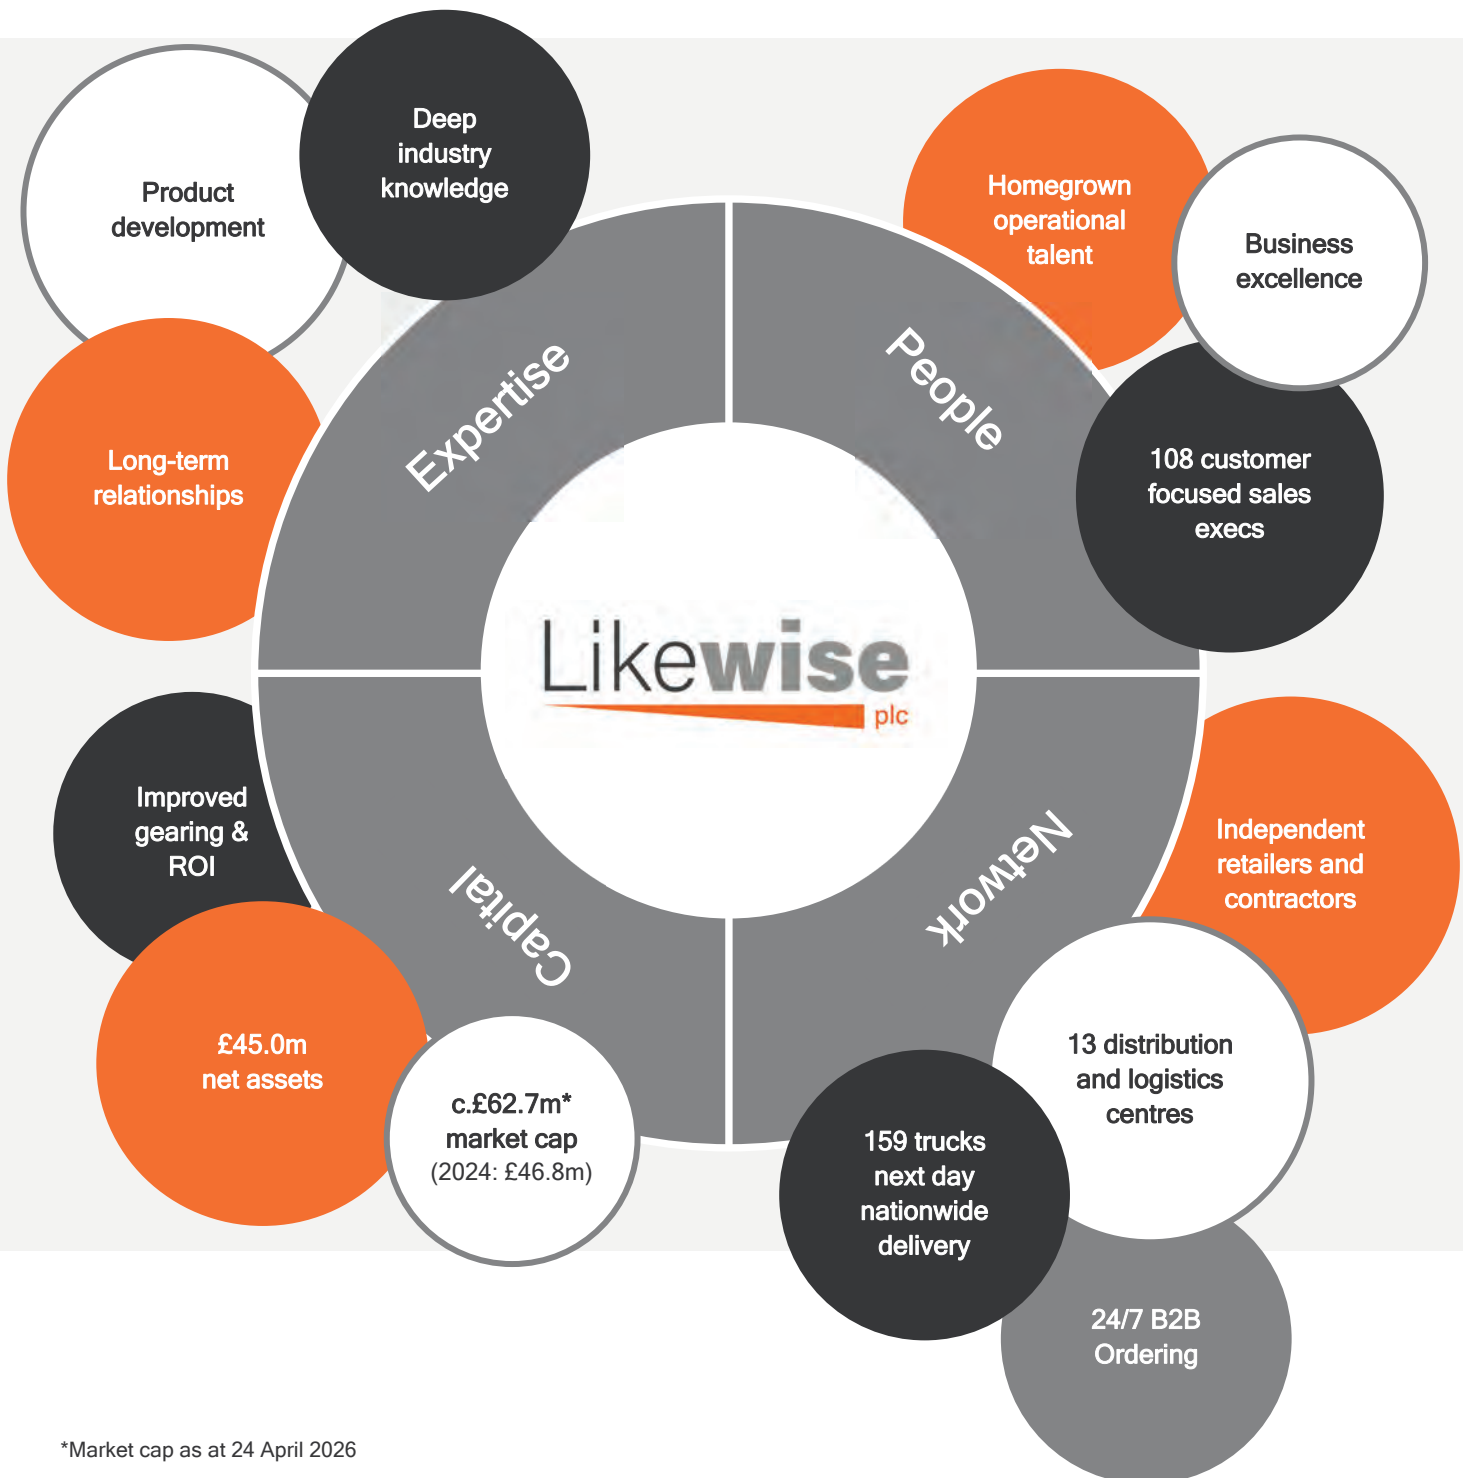 Product
development
Deep
industry
knowledge
Long-term
relationships
Expertise
People
Homegrown
operational
talent
Business
excellence
108 customer
focused sales
execs
Likewise
plc
Improved
gearing &
ROI
£45.0m
net assets
c.£62.7m*
market cap
(2024: £46.8m)
Capital
Network
Independent
retailers and
contractors
13 distribution
and logistics
centres
159 trucks
next day
nationwide
delivery
24/7 B2B
Ordering
*Market cap as at 24 April 2026